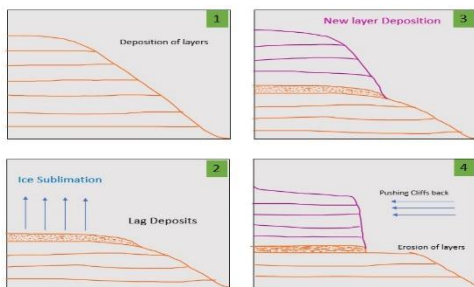 1
Deposition of layers
2
Ice Sublimation
Lag Deposits
3
New layer Deposition
4
Pushing Cliffs back
Erosion of layers